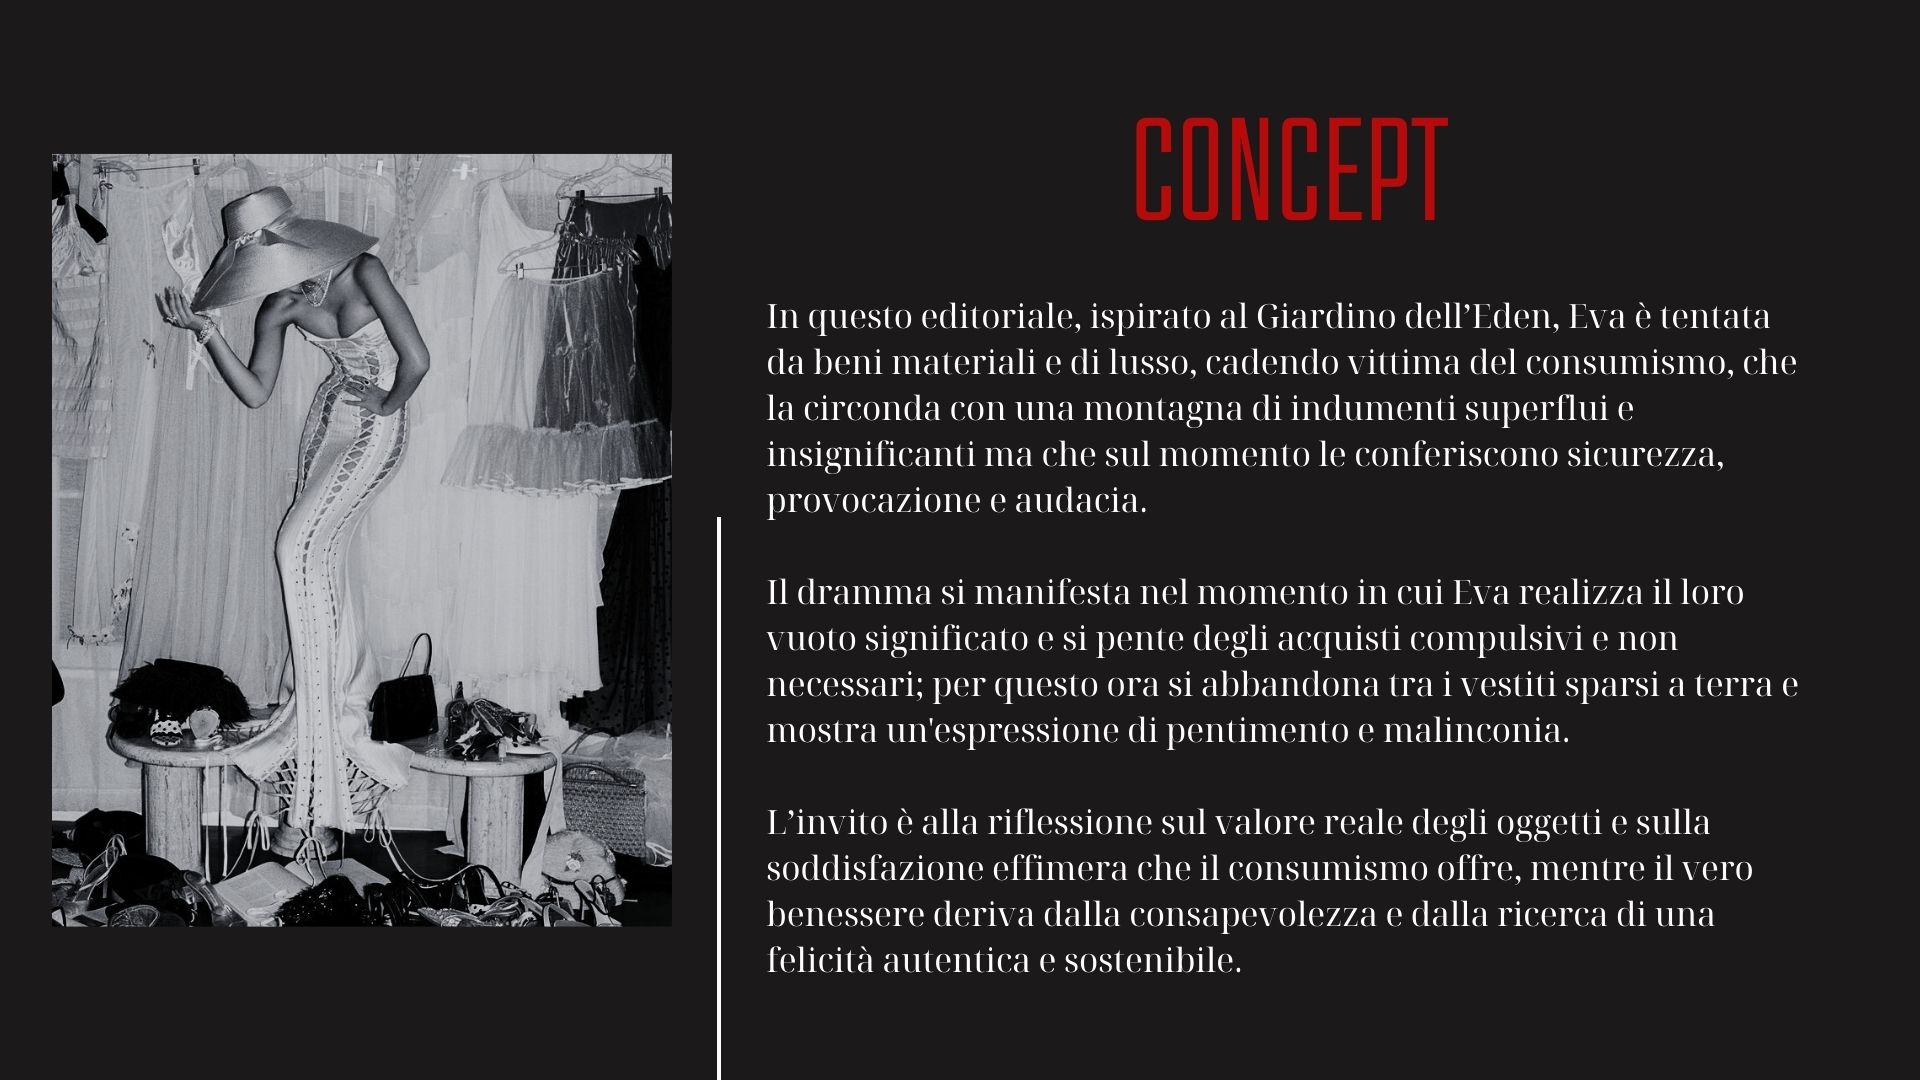 CONCEPT
In questo editoriale, ispirato al Giardino dell’Eden, Eva è tentata
da beni materiali e di lusso, cadendo vittima del consumismo, che
la circonda con una montagna di indumenti superflui e
insignificanti ma che sul momento le conferiscono sicurezza,
provocazione e audacia.
Il dramma si manifesta nel momento in cui Eva realizza il loro
vuoto significato e si pente degli acquisti compulsivi e non
necessari; per questo ora si abbandona tra i vestiti sparsi a terra e
mostra un'espressione di pentimento e malinconia.
L’invito è alla riflessione sul valore reale degli oggetti e sulla
soddisfazione effimera che il consumismo offre, mentre il vero
benessere deriva dalla consapevolezza e dalla ricerca di una
felicità autentica e sostenibile.